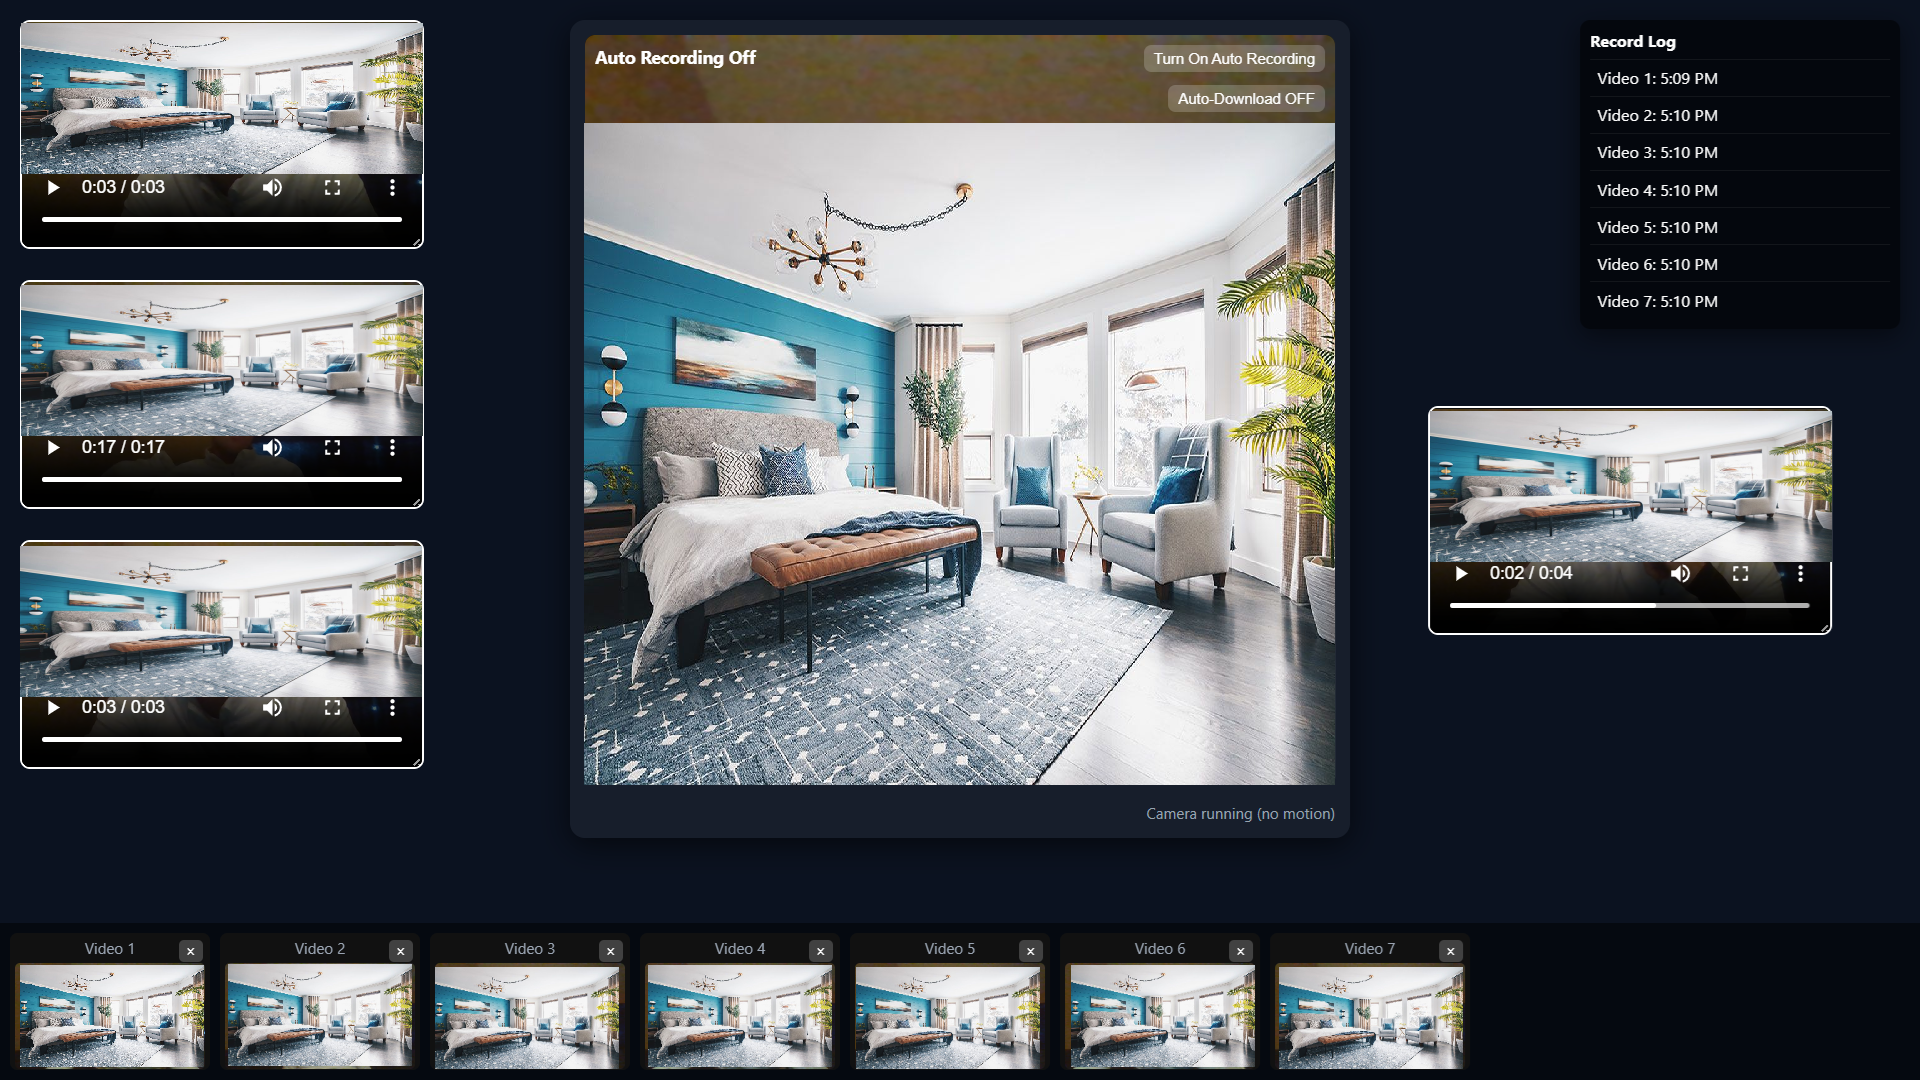 0:03 / 0:03
0:17 / 0:17
0:03 / 0:03
Auto Recording Off
Turn On Auto Recording
Auto-Download OFF
Camera running (no motion)
Record Log
Video 1: 5:09 PM
Video 2: 5:10 PM
Video 3: 5:10 PM
Video 4: 5:10 PM
Video 5: 5:10 PM
Video 6: 5:10 PM
Video 7: 5:10 PM
0:02 / 0:04
Video 1 x
Video 2 x
Video 3 x
Video 4 x
Video 5 x
Video 6 x
Video 7 x